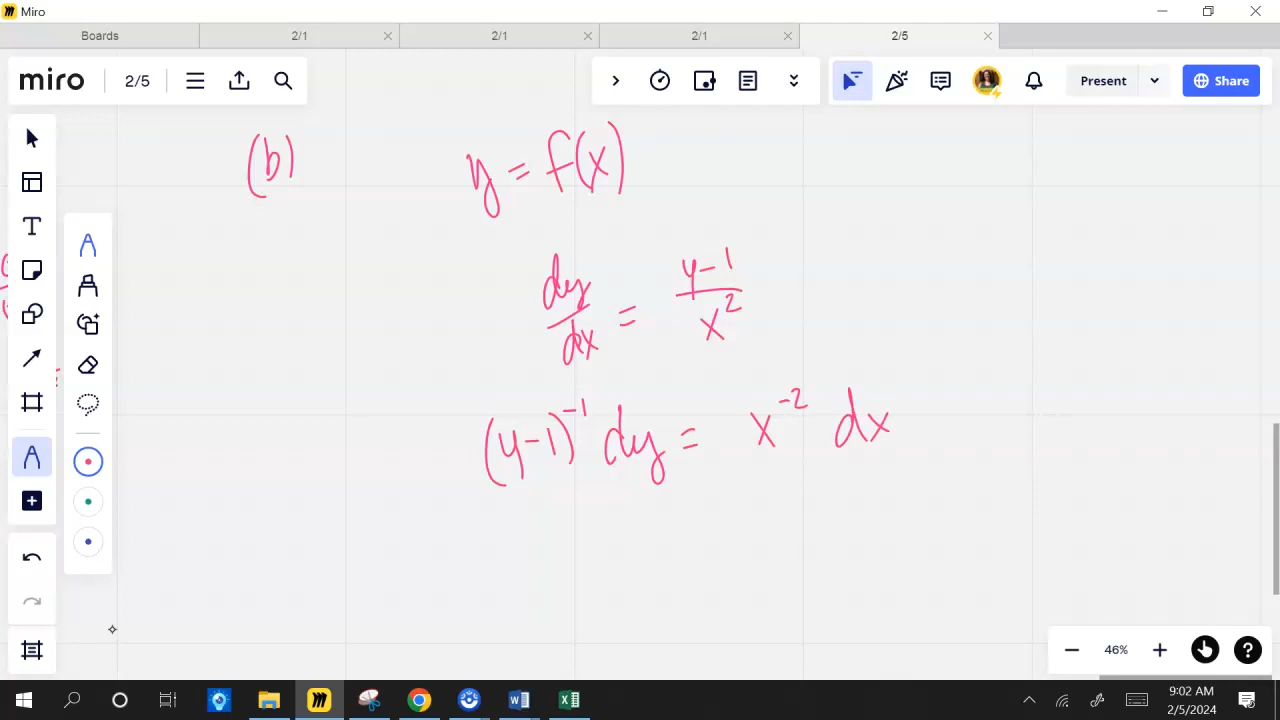 Miro
Boards
2/1
2/1
2/1
2/5
miro
2/5
Present
Share
(b)
y = f(x)
dy/dx = y-1/x²
(y-1)⁻¹ dy = x⁻² dx
46%
9:02 AM
2/5/2024